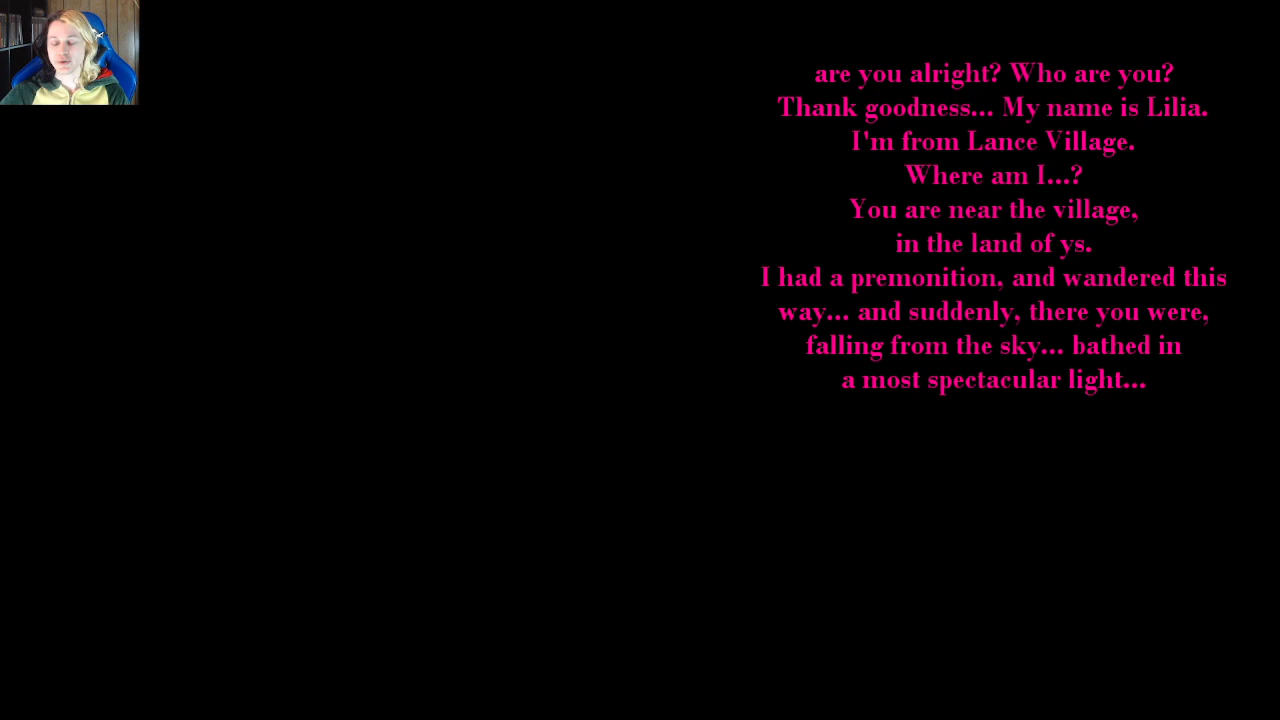 are you alright? Who are you?
Thank goodness... My name is Lilia.
I'm from Lance Village.
Where am I...?
You are near the village,
in the land of ys.
I had a premonition, and wandered this
way... and suddenly, there you were,
falling from the sky... bathed in
a most spectacular light...